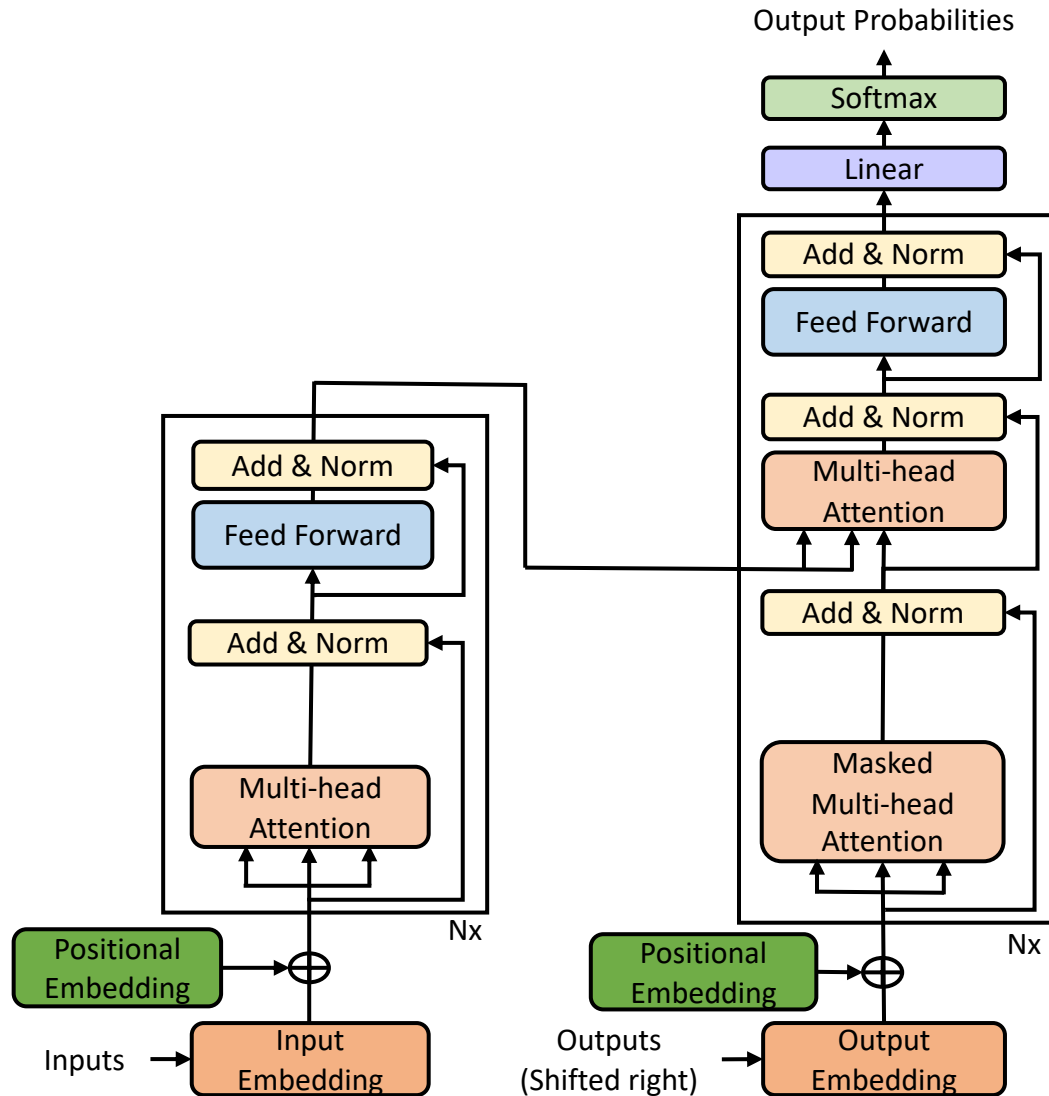 Output Probabilities
Softmax
Linear
Add & Norm
Feed Forward
Add & Norm
Multi-head
Attention
Add & Norm
Masked
Multi-head
Attention
Nx
Positional
Embedding
Outputs
(Shifted right)
Output
Embedding
Add & Norm
Feed Forward
Add & Norm
Multi-head
Attention
Nx
Positional
Embedding
Inputs
Input
Embedding